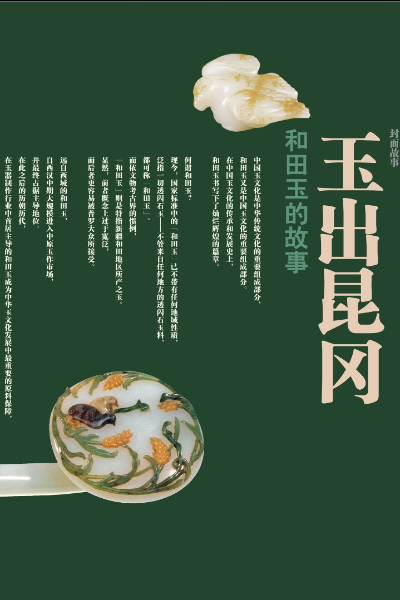 封面故事
玉出昆冈
和田玉的故事
中国玉文化是中华传统文化的重要组成部分，
和田玉又是中国玉文化的重要组成部分。
在中国玉文化的传承和发展史上，
和田玉书写下了灿烂辉煌的篇章。
何谓和田玉？
现今，国家标准中的“和田玉”已不带有任何地域性质，
泛指一切透闪石玉——不管来自任何地方的透闪石玉料，
都可称“和田玉”。
而依文物考古界的惯例，
“和田玉”则是特指新疆和田地区所产之玉。
显然，前者概念上过于宽泛，
而后者更容易被普罗大众所接受。
远自西域的和田玉，
自西汉中期大规模进入中原玉作市场，
并最终占据主导地位。
在此之后的历朝历代，
在玉器制作行业中占居主导的和田玉成为中华玉文化发展中最重要的原料保障。